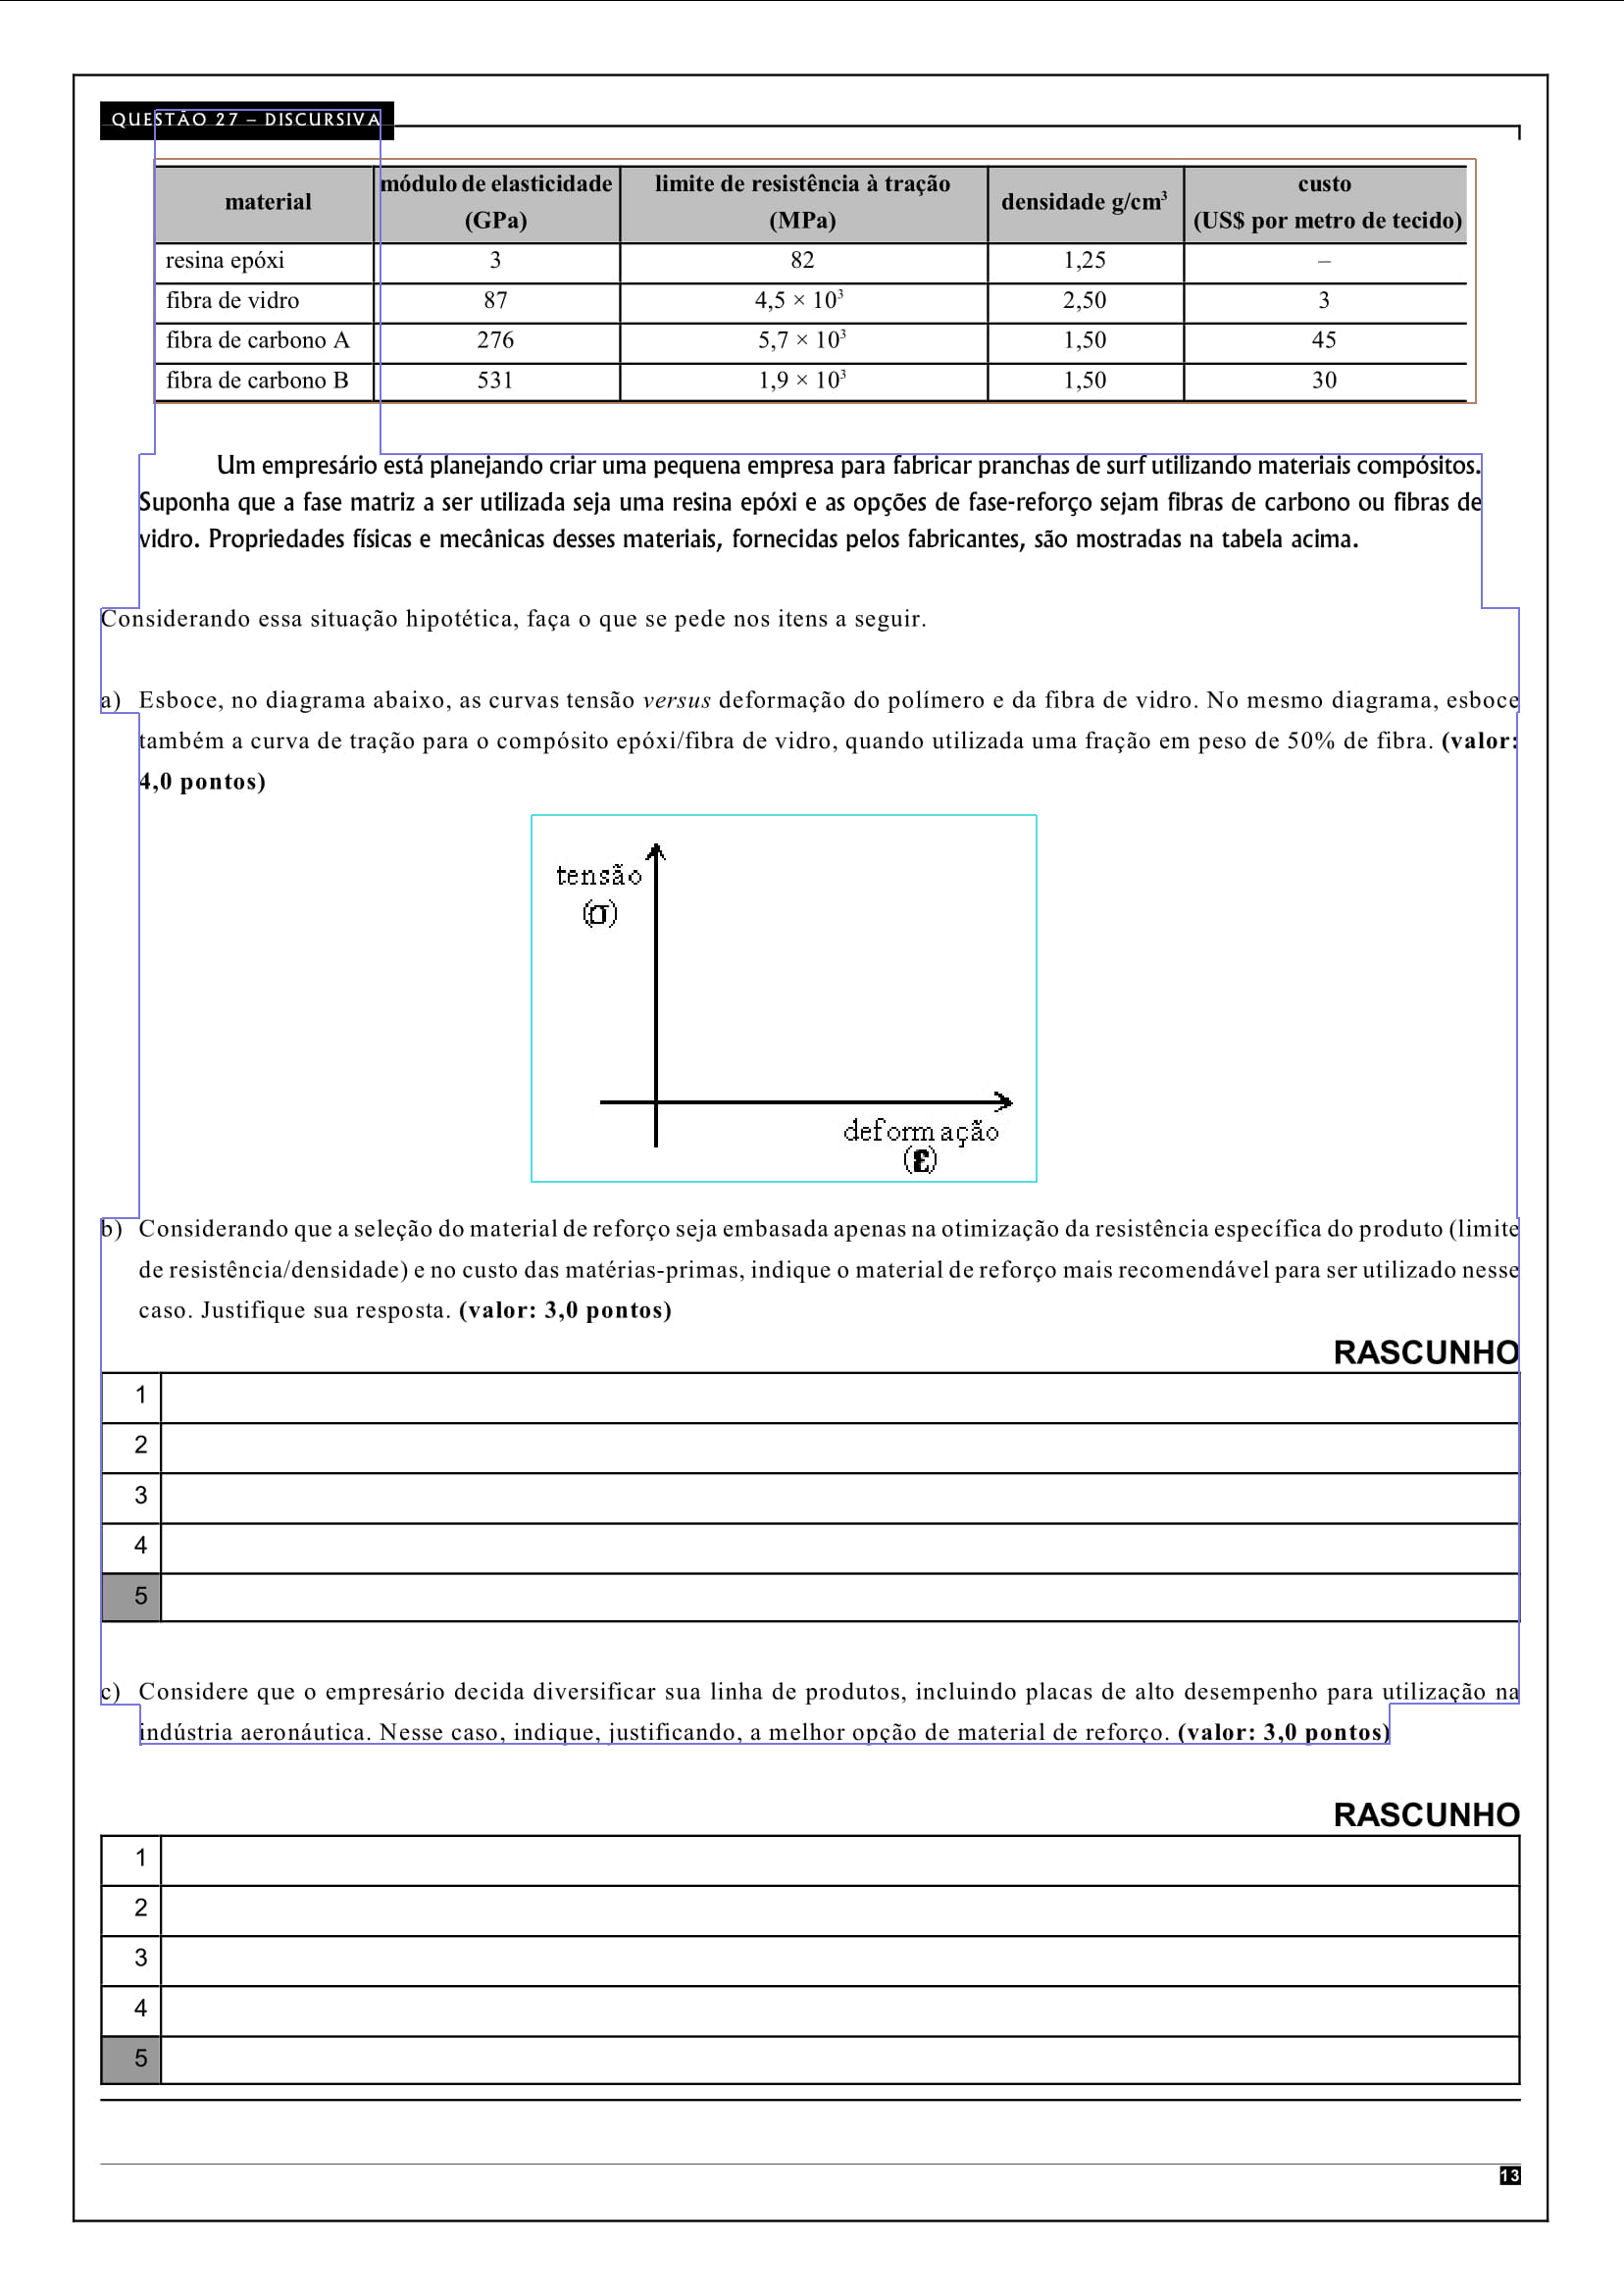 QUESTÃO 27 – DISCURSIVA
material
módulo de elasticidade
(GPa)
limite de resistência à tração
(MPa)
densidade g/cm³
custo
(US$ por metro de tecido)
resina epóxi 3 82 1,25 –
fibra de vidro 87 4,5 × 10³ 2,50 3
fibra de carbono A 276 5,7 × 10³ 1,50 45
fibra de carbono B 531 1,9 × 10³ 1,50 30
Um empresário está planejando criar uma pequena empresa para fabricar pranchas de surf utilizando materiais compósitos.
Suponha que a fase matriz a ser utilizada seja uma resina epóxi e as opções de fase-reforço sejam fibras de carbono ou fibras de
vidro. Propriedades físicas e mecânicas desses materiais, fornecidas pelos fabricantes, são mostradas na tabela acima.
Considerando essa situação hipotética, faça o que se pede nos itens a seguir.
a) Esboce, no diagrama abaixo, as curvas tensão versus deformação do polímero e da fibra de vidro. No mesmo diagrama, esboce
também a curva de tração para o compósito epóxi/fibra de vidro, quando utilizada uma fração em peso de 50% de fibra. (valor:
4,0 pontos)
tensão
(σ)
deformação
(ε)
b) Considerando que a seleção do material de reforço seja embasada apenas na otimização da resistência específica do produto (limite
de resistência/densidade) e no custo das matérias-primas, indique o material de reforço mais recomendável para ser utilizado nesse
caso. Justifique sua resposta. (valor: 3,0 pontos)
RASCUNHO
1
2
3
4
5
c) Considere que o empresário decida diversificar sua linha de produtos, incluindo placas de alto desempenho para utilização na
indústria aeronáutica. Nesse caso, indique, justificando, a melhor opção de material de reforço. (valor: 3,0 pontos)
RASCUNHO
1
2
3
4
5
13